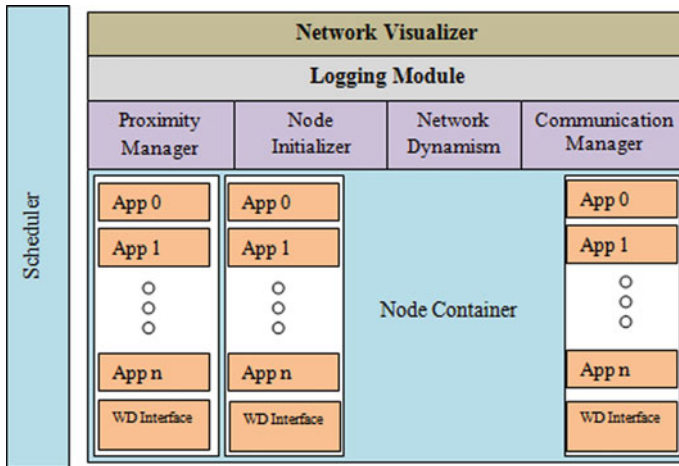 Scheduler
Network Visualizer
Logging Module
Proximity
Manager
Node
Initializer
Network
Dynamism
Communication
Manager
App 0
App 1
App n
WD Interface
App 0
App 1
App n
WD Interface
Node Container
App 0
App 1
App n
WD Interface